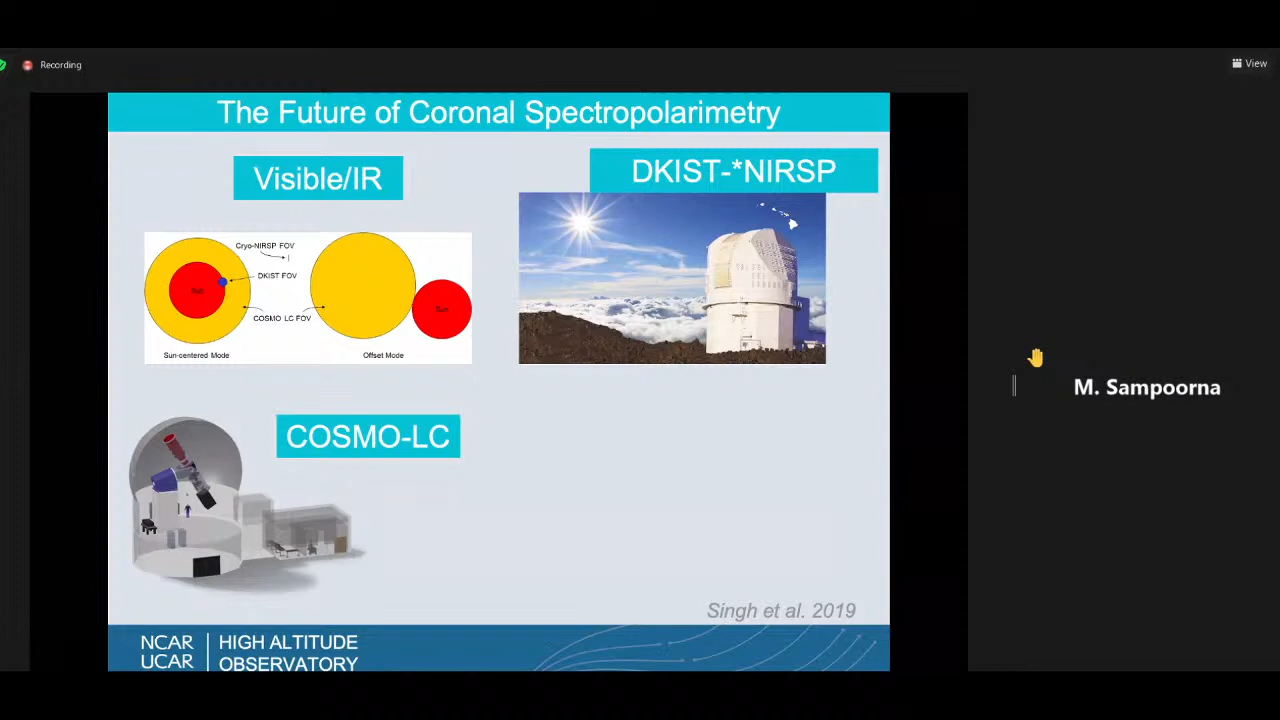 Recording
View
The Future of Coronal Spectropolarimetry
Visible/IR
DKIST-*NIRSP
Cryo-NIRSP FOV
DKIST FOV
Sun
COSMO LC FOV
Sun
Sun-centered Mode
Offset Mode
M. Sampoorna
COSMO-LC
Singh et al. 2019
NCAR
UCAR
HIGH ALTITUDE
OBSERVATORY